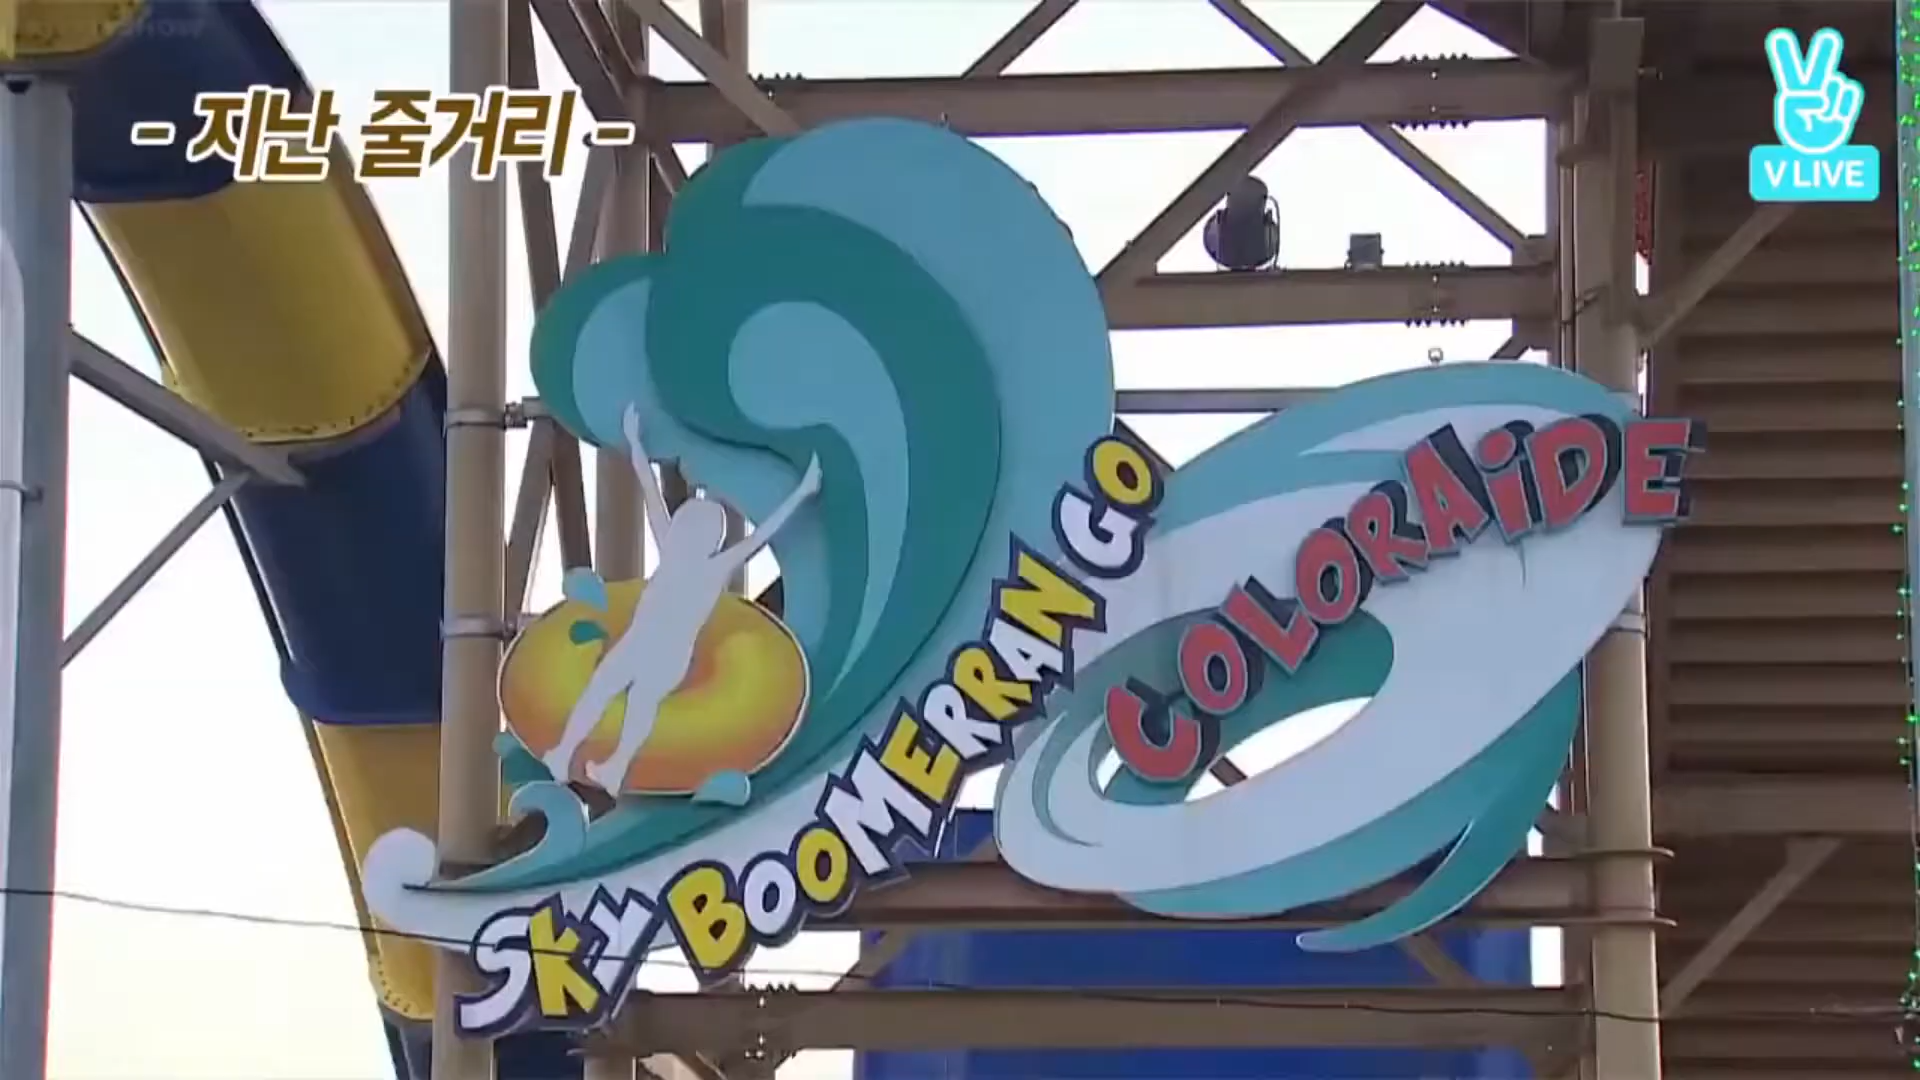 - 지난 줄거리 -
V LIVE
SKY BOOMERRANGO
COLORAIDE